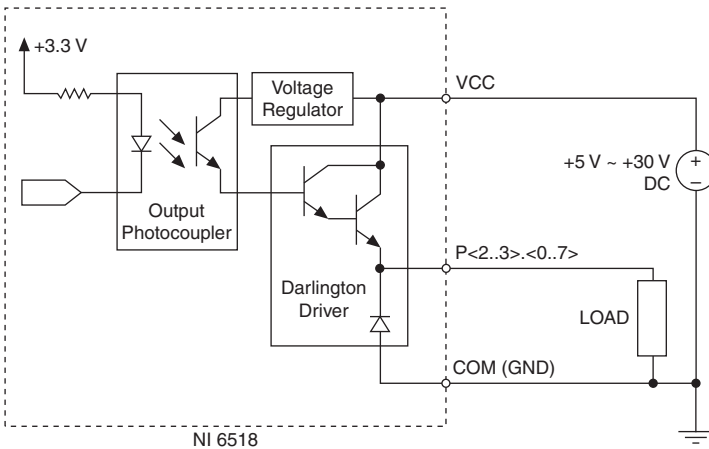 +3.3 V
Voltage
Regulator
VCC
+5 V ~ +30 V
DC
+
−
Output
Photocoupler
P<2..3>.<0..7>
Darlington
Driver
LOAD
COM (GND)
NI 6518